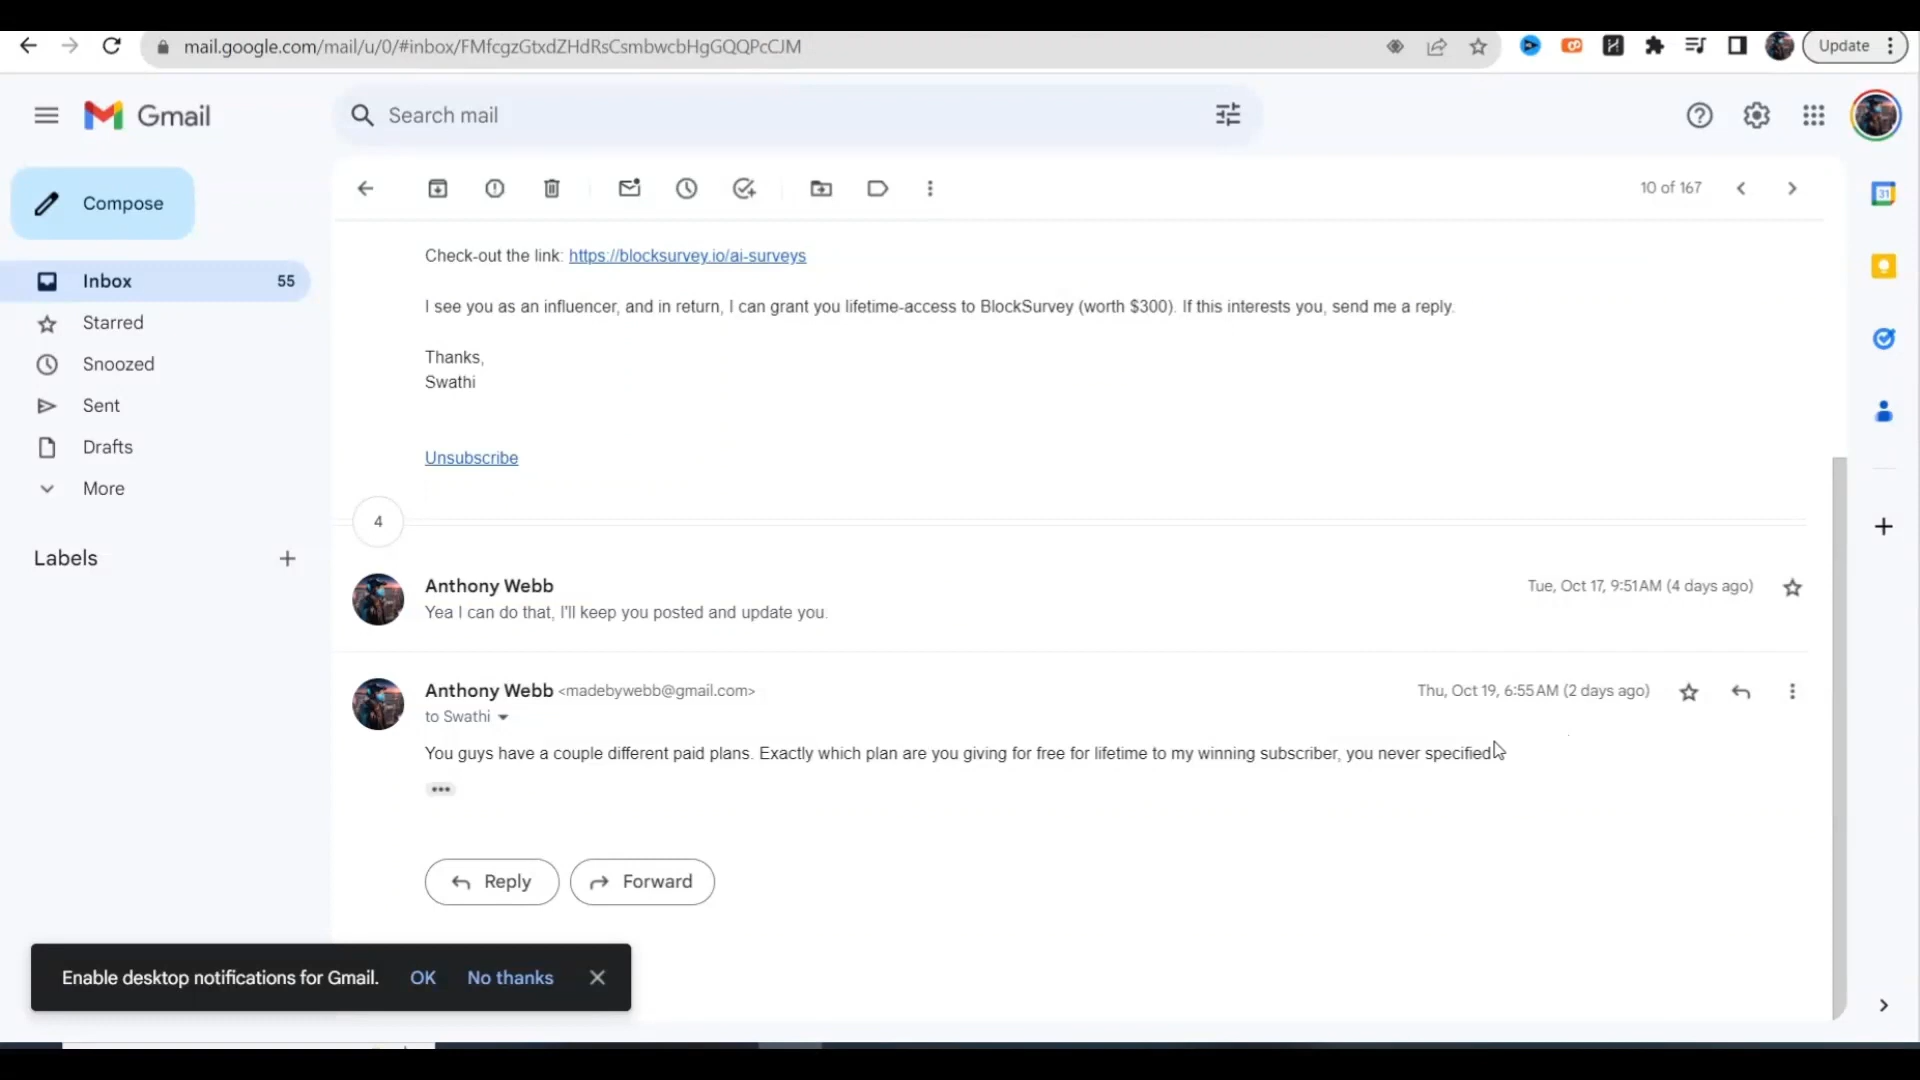 mail.google.com/mail/u/0/#inbox/FMfcgzGtxdZHdRsCsmbwcbHgGQQPcCJM
Update
Gmail
Search mail
Compose
10 of 167
Inbox
55
Starred
Snoozed
Sent
Drafts
More
Labels
Check-out the link: https://blocksurvey.io/ai-surveys
I see you as an influencer, and in return, I can grant you lifetime-access to BlockSurvey (worth $300). If this interests you, send me a reply.
Thanks,
Swathi
Unsubscribe
4
Anthony Webb
Tue, Oct 17, 9:51 AM (4 days ago)
Yea I can do that, I'll keep you posted and update you.
Anthony Webb <madebywebb@gmail.com>
Thu, Oct 19, 6:55 AM (2 days ago)
to Swathi
You guys have a couple different paid plans. Exactly which plan are you giving for free for lifetime to my winning subscriber, you never specified
Reply
Forward
Enable desktop notifications for Gmail. OK No thanks
31